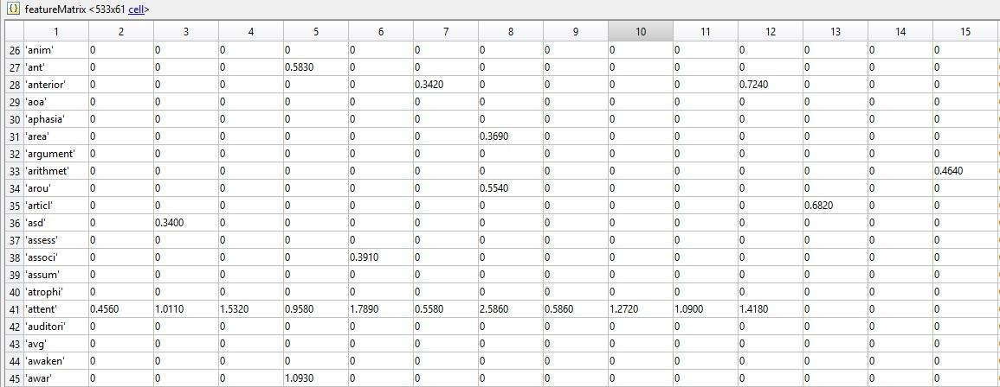 {} featureMatrix <533x61 cell>
1 2 3 4 5 6 7 8 9 10 11 12 13 14 15
26 'anim' 0 0 0 0 0 0 0 0 0 0 0 0 0 0
27 'ant' 0 0 0 0.5830 0 0 0 0 0 0 0 0 0 0
28 'anterior' 0 0 0 0 0 0.3420 0 0 0 0 0.7240 0 0 0
29 'aoa' 0 0 0 0 0 0 0 0 0 0 0 0 0 0
30 'aphasia' 0 0 0 0 0 0 0 0 0 0 0 0 0 0
31 'area' 0 0 0 0 0 0 0.3690 0 0 0 0 0 0 0
32 'argument' 0 0 0 0 0 0 0 0 0 0 0 0 0 0
33 'arithmet' 0 0 0 0 0 0 0 0 0 0 0 0 0 0.4640
34 'arou' 0 0 0 0 0 0 0.5540 0 0 0 0 0 0 0
35 'articl' 0 0 0 0 0 0 0 0 0 0 0 0.6820 0 0
36 'asd' 0 0.3400 0 0 0 0 0 0 0 0 0 0 0 0
37 'assess' 0 0 0 0 0 0 0 0 0 0 0 0 0 0
38 'associ' 0 0 0 0 0.3910 0 0 0 0 0 0 0 0 0
39 'assum' 0 0 0 0 0 0 0 0 0 0 0 0 0 0
40 'atrophi' 0 0 0 0 0 0 0 0 0 0 0 0 0 0
41 'attent' 0.4560 1.0110 1.5320 0.9580 1.7890 0.5580 2.5860 0.5860 1.2720 1.0900 1.4180 0 0 0
42 'auditori' 0 0 0 0 0 0 0 0 0 0 0 0 0 0
43 'avg' 0 0 0 0 0 0 0 0 0 0 0 0 0 0
44 'awaken' 0 0 0 0 0 0 0 0 0 0 0 0 0 0
45 'awar' 0 0 0 1.0930 0 0 0 0 0 0 0 0 0 0